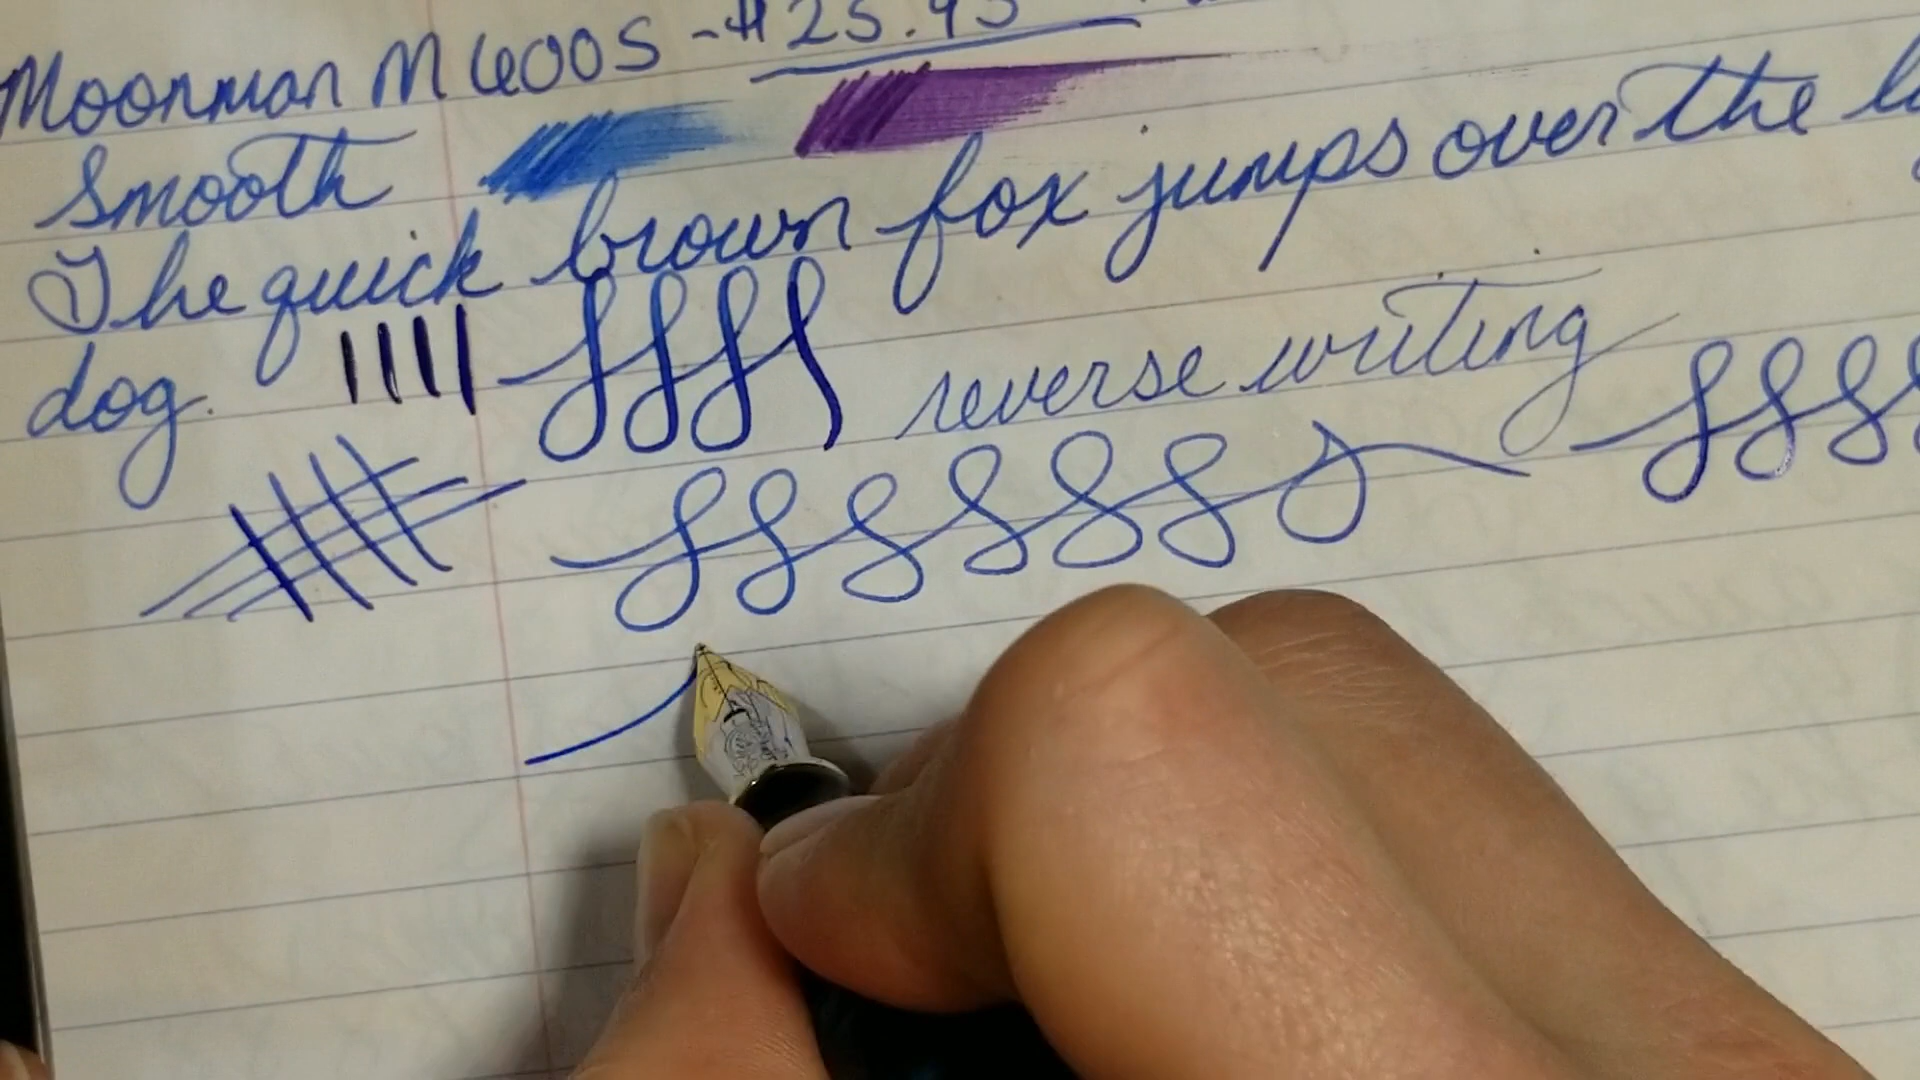 Moonman M600S - $25.95
Smooth
The quick brown fox jumps over the
dog.
reverse writing